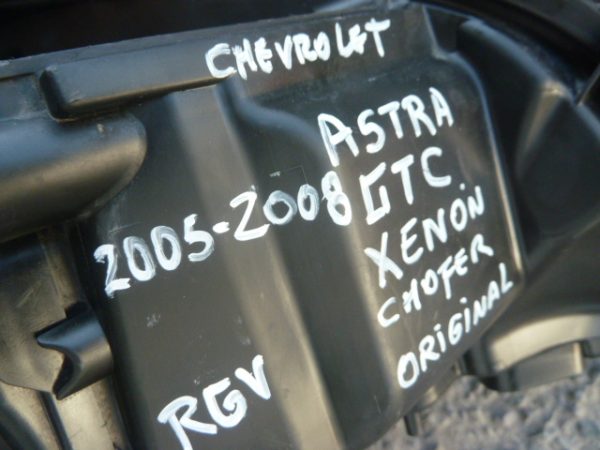 CHEVROLET
ASTRA
2005-2008 GTC
XENON
CHOFER
ORIGINAL
RGV